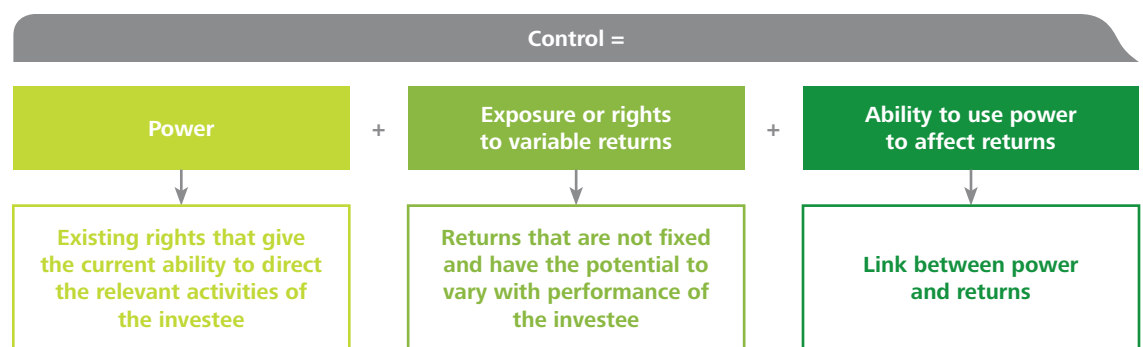 Control =
Power
+
Exposure or rights
to variable returns
+
Ability to use power
to affect returns
Existing rights that give
the current ability to direct
the relevant activities of
the investee
Returns that are not fixed
and have the potential to
vary with performance of
the investee
Link between power
and returns